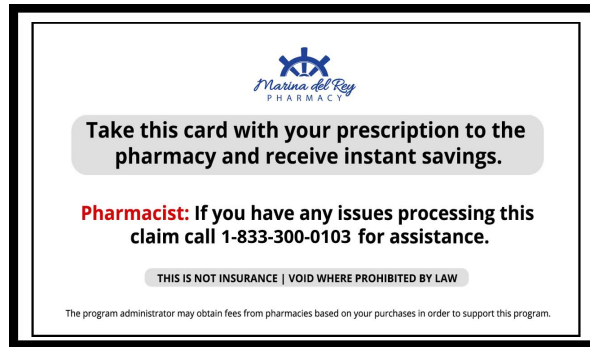 Marina del Rey
PHARMACY
Take this card with your prescription to the
pharmacy and receive instant savings.
Pharmacist: If you have any issues processing this
claim call 1-833-300-0103 for assistance.
THIS IS NOT INSURANCE | VOID WHERE PROHIBITED BY LAW
The program administrator may obtain fees from pharmacies based on your purchases in order to support this program.